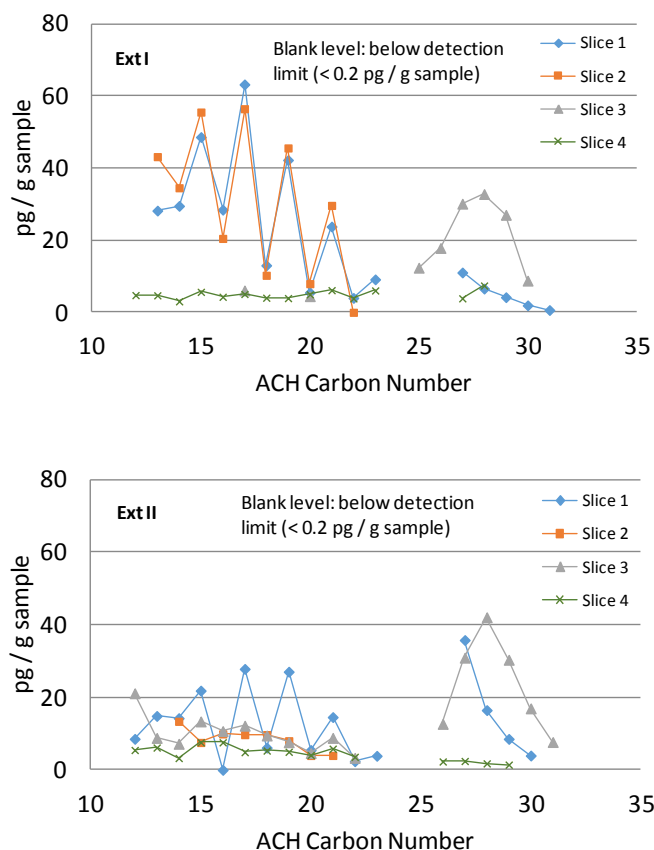 80
60
40
20
0
pg / g sample
Ext I
Blank level: below detection
limit (< 0.2 pg / g sample)
Slice 1
Slice 2
Slice 3
Slice 4
10 15 20 25 30 35
ACH Carbon Number
80
60
40
20
0
pg / g sample
Ext II
Blank level: below detection
limit (< 0.2 pg / g sample)
Slice 1
Slice 2
Slice 3
Slice 4
10 15 20 25 30 35
ACH Carbon Number